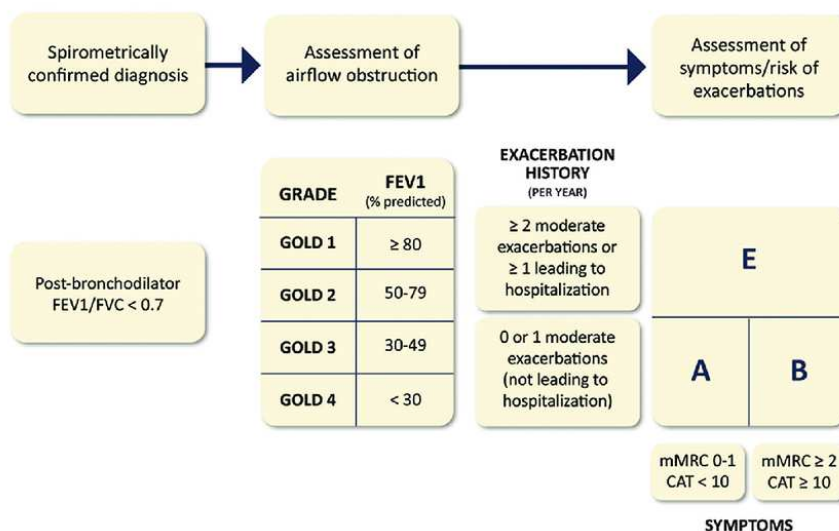 Spirometrically
confirmed diagnosis
Assessment of
airflow obstruction
Assessment of
symptoms/risk of
exacerbations
Post-bronchodilator
FEV1/FVC < 0.7
GRADE
FEV1
(% predicted)
GOLD 1
≥ 80
GOLD 2
50-79
GOLD 3
30-49
GOLD 4
< 30
EXACERBATION
HISTORY
(PER YEAR)
≥ 2 moderate
exacerbations or
≥ 1 leading to
hospitalization
0 or 1 moderate
exacerbations
(not leading to
hospitalization)
E
A
B
mMRC 0-1
CAT < 10
mMRC ≥ 2
CAT ≥ 10
SYMPTOMS